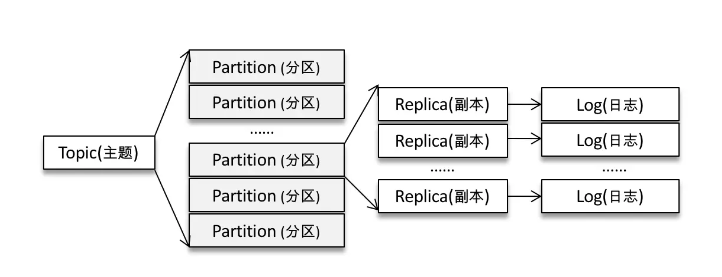 Topic(主题)
Partition (分区)
Partition (分区)
......
Partition (分区)
Partition (分区)
Partition (分区)
Replica(副本)
Replica(副本)
......
Replica(副本)
Log(日志)
Log(日志)
......
Log(日志)